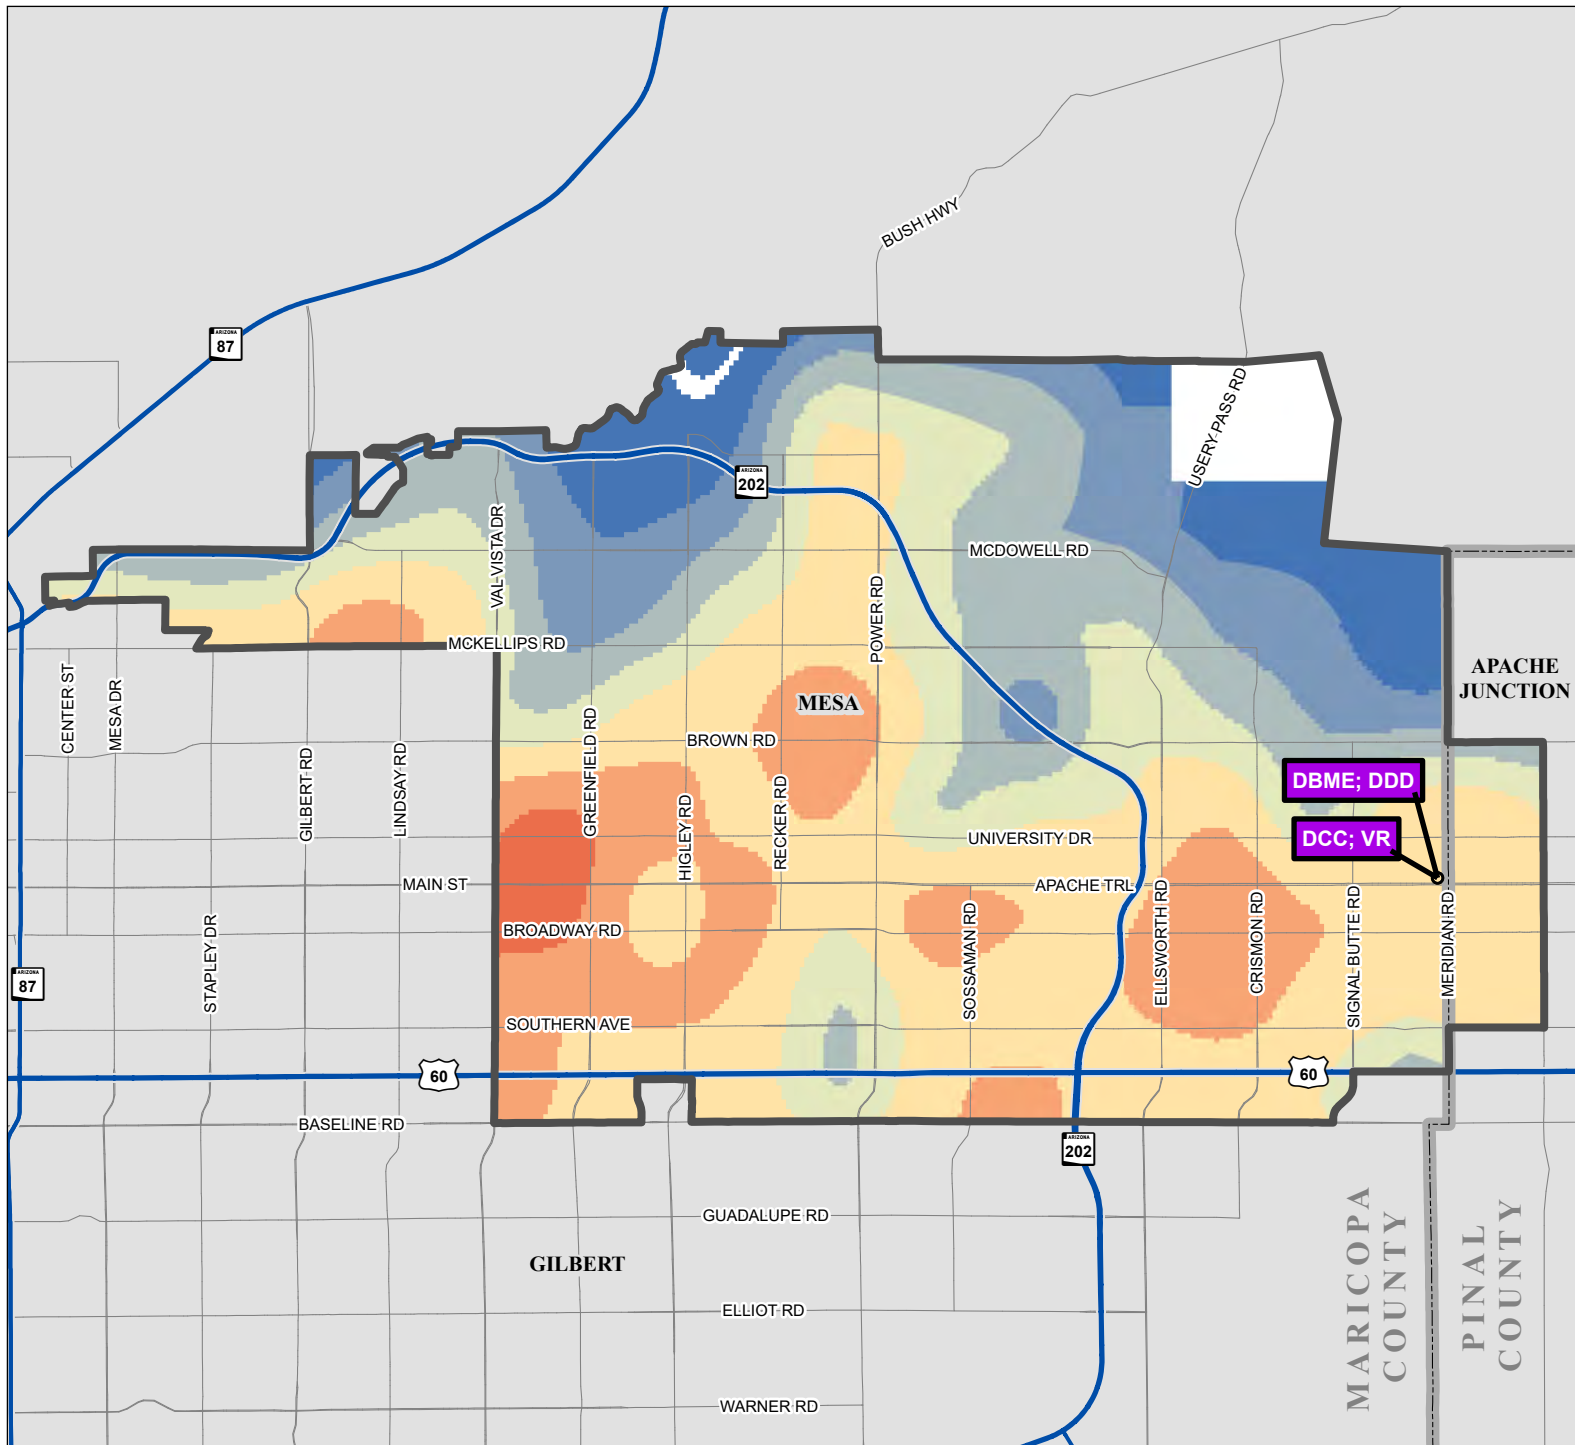 BUSH HWY
ARIZONA
87
USERY PASS RD
ARIZONA
202
VAL VISTA DR
MCDOWELL RD
POWER RD
MCKELLIPS RD
APACHE
JUNCTION
CENTER ST
MESA DR
MESA
GREENFIELD RD
BROWN RD
GILBERT RD
LINDSAY RD
HIGLEY RD
RECKER RD
DBME; DDD
UNIVERSITY DR
DCC; VR
MAIN ST
APACHE TRL
STAPLEY DR
BROADWAY RD
SOSSAMAN RD
ELLSWORTH RD
CRISMON RD
SIGNAL BUTTE RD
MERIDIAN RD
ARIZONA
87
SOUTHERN AVE
60
60
BASELINE RD
ARIZONA
202
GUADALUPE RD
GILBERT
MARICOPA
COUNTY
PINAL
COUNTY
ELLIOT RD
WARNER RD